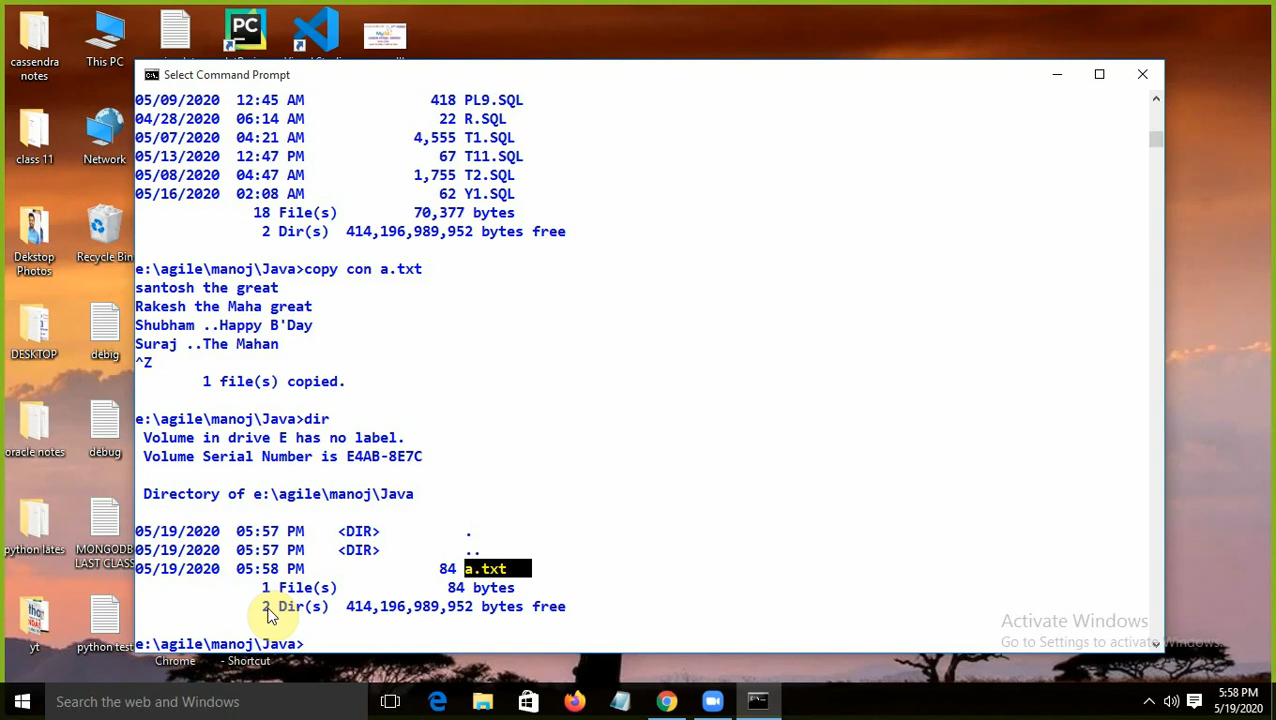 cassendra notes
This PC
PC
class 11
Network
Dekstop Photos
Recycle Bin
DESKTOP
debig
oracle notes
debug
python lates
MONGODB LAST CLASS
yt
python test
Chrome
- Shortcut
Select Command Prompt
05/09/2020 12:45 AM 418 PL9.SQL
04/28/2020 06:14 AM 22 R.SQL
05/07/2020 04:21 AM 4,555 T1.SQL
05/13/2020 12:47 PM 67 T11.SQL
05/08/2020 04:47 AM 1,755 T2.SQL
05/16/2020 02:08 AM 62 Y1.SQL
18 File(s) 70,377 bytes
2 Dir(s) 414,196,989,952 bytes free
e:\agile\manoj\Java>copy con a.txt
santosh the great
Rakesh the Maha great
Shubham ..Happy B'Day
Suraj ..The Mahan
^Z
1 file(s) copied.
e:\agile\manoj\Java>dir
Volume in drive E has no label.
Volume Serial Number is E4AB-8E7C
Directory of e:\agile\manoj\Java
05/19/2020 05:57 PM <DIR> .
05/19/2020 05:57 PM <DIR> ..
05/19/2020 05:58 PM 84 a.txt
1 File(s) 84 bytes
2 Dir(s) 414,196,989,952 bytes free
e:\agile\manoj\Java>
Activate Windows
Go to Settings to activate Windows.
Search the web and Windows
5:58 PM
5/19/2020